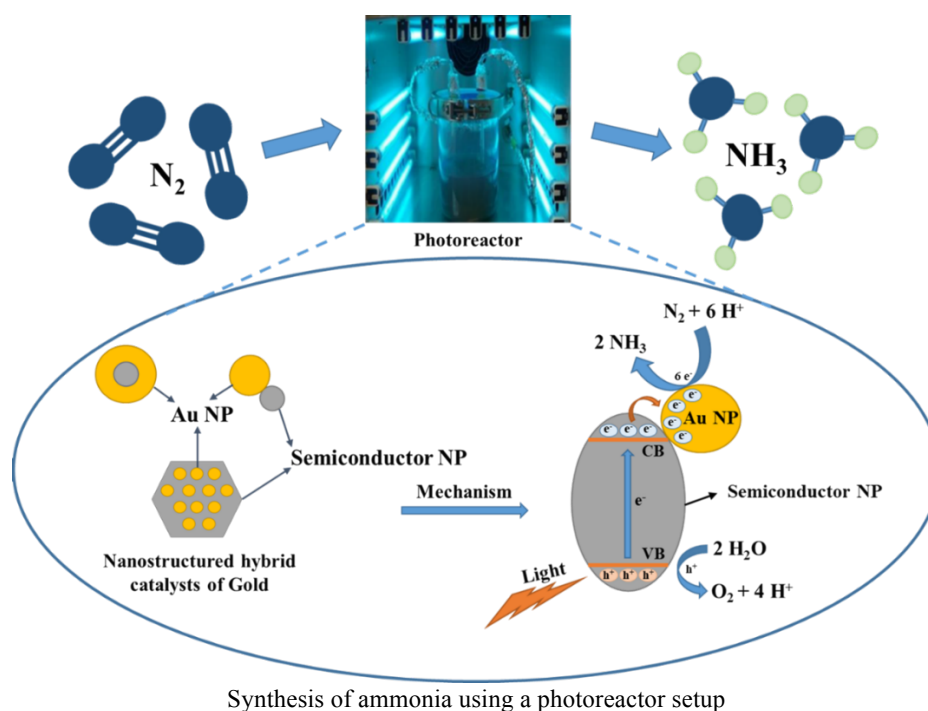 N₂
NH₃
Photoreactor
N₂ + 6 H⁺
2 NH₃
6 e⁻
e⁻
e⁻
e⁻
e⁻
Au NP
e⁻ e⁻ e⁻
CB
Au NP
Semiconductor NP
Mechanism
e⁻
Semiconductor NP
Nanostructured hybrid
catalysts of Gold
VB
2 H₂O
h⁺
Light
h⁺ h⁺ h⁺
O₂ + 4 H⁺
Synthesis of ammonia using a photoreactor setup